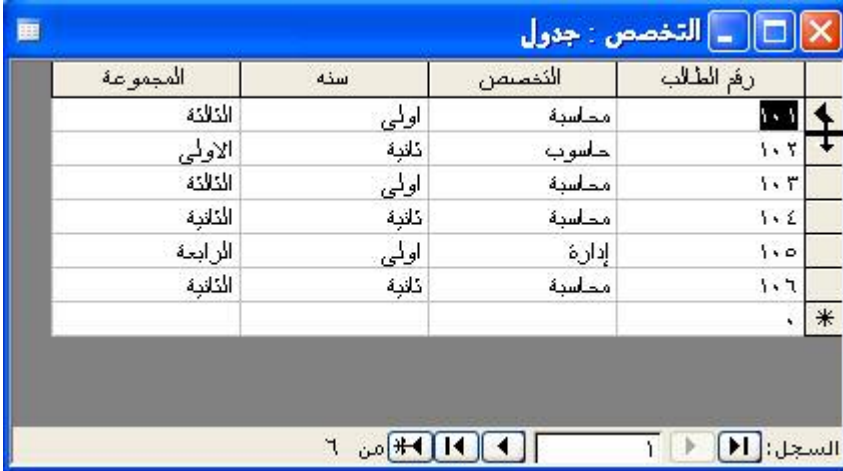 التخصص : جدول
رقم الطالب التخصص سنه المجموعة
١٠١ محاسبة اولى الثالثة
١٠٢ حاسوب ثانية الاولى
١٠٣ محاسبة اولى الثالثة
١٠٤ محاسبة ثانية الثانية
١٠٥ إدارة اولى الرابعة
١٠٦ محاسبة ثانية الثانية
٠
السجل: ١ من ٦